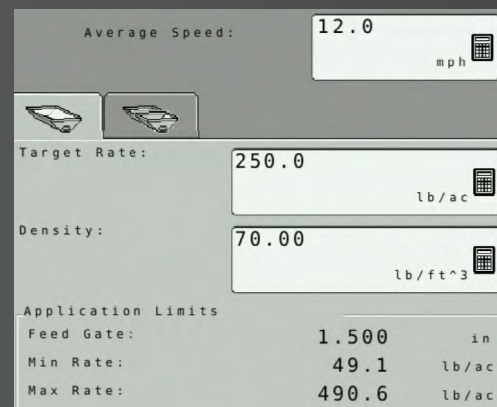 Average Speed: 12.0 mph
Target Rate: 250.0 lb/ac
Density: 70.00 lb/ft^3
Application Limits
Feed Gate: 1.500 in
Min Rate: 49.1 lb/ac
Max Rate: 490.6 lb/ac